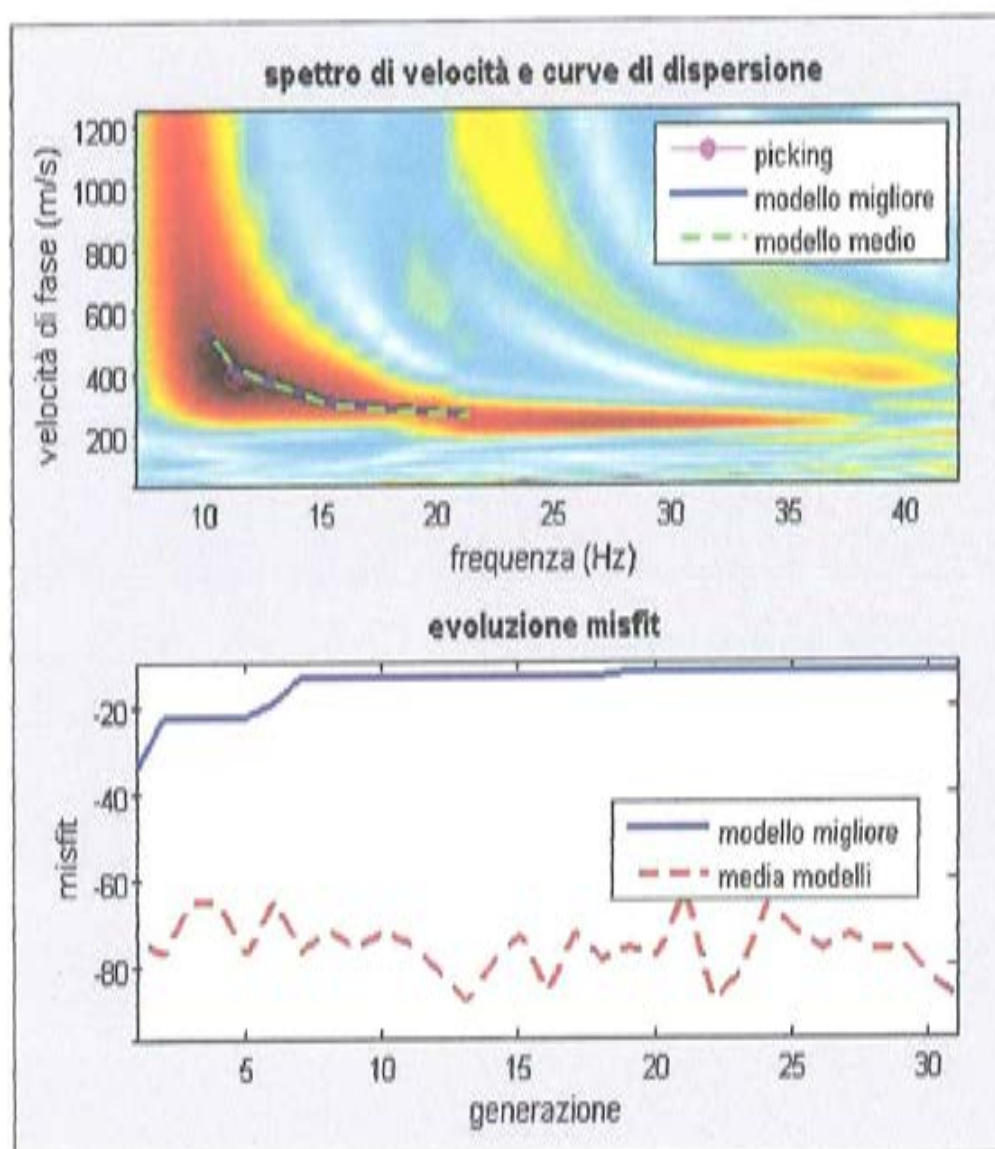 spettro di velocità e curve di dispersione
velocità di fase (m/s)
1200
1000
800
600
400
200
picking
modello migliore
modello medio
10 15 20 25 30 35 40
frequenza (Hz)
evoluzione misfit
misfit
-20
-40
-60
-80
modello migliore
media modelli
5 10 15 20 25 30
generazione